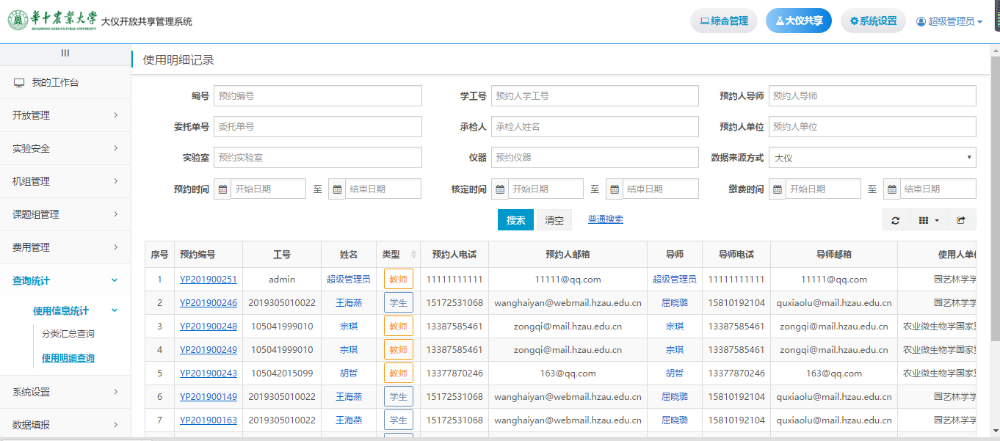 华中农业大学 大仪开放共享管理系统
HUAZHONG AGRICULTURAL UNIVERSITY
综合管理 大仪共享 系统设置 超级管理员
我的工作台
开放管理
实验安全
机组管理
课题组管理
费用管理
查询统计
使用信息统计
分类汇总查询
使用明细查询
系统设置
数据填报
使用明细记录
编号 预约编号 学工号 预约人学工号 预约人导师 预约人导师
委托单号 委托单号 承检人 承检人姓名 预约人单位 预约人单位
实验室 预约实验室 仪器 预约仪器 数据来源方式 大仪
预约时间 开始日期 至 结束日期 核定时间 开始日期 至 结束日期 缴费时间 开始日期 至 结束日期
搜索 清空 普通搜索
序号 预约编号 工号 姓名 类型 预约人电话 预约人邮箱 导师 导师电话 导师邮箱 使用人单
1 YP201900251 admin 超级管理员 教师 11111111111 11111@qq.com 超级管理员 11111111111 11111@qq.com 园艺林学学
2 YP201900246 2019305010022 王海燕 学生 15172531068 wanghaiyan@webmail.hzau.edu.cn 屈晓璐 15810192104 quxiaolu@mail.hzau.edu.cn 园艺林学学
3 YP201900248 105041999010 宗琪 教师 13387585461 zongqi@mail.hzau.edu.cn 宗琪 13387585461 zongqi@mail.hzau.edu.cn 农业微生物学国家重
4 YP201900249 105041999010 宗琪 教师 13387585461 zongqi@mail.hzau.edu.cn 宗琪 13387585461 zongqi@mail.hzau.edu.cn 农业微生物学国家重
5 YP201900243 105042015099 胡哲 教师 13377870246 163@qq.com 胡哲 13377870246 163@qq.com 农业微生物学国家重
6 YP201900149 2019305010022 王海燕 学生 15172531068 wanghaiyan@webmail.hzau.edu.cn 屈晓璐 15810192104 quxiaolu@mail.hzau.edu.cn 园艺林学学
7 YP201900163 2019305010022 王海燕 学生 15172531068 wanghaiyan@webmail.hzau.edu.cn 屈晓璐 15810192104 quxiaolu@mail.hzau.edu.cn 园艺林学学